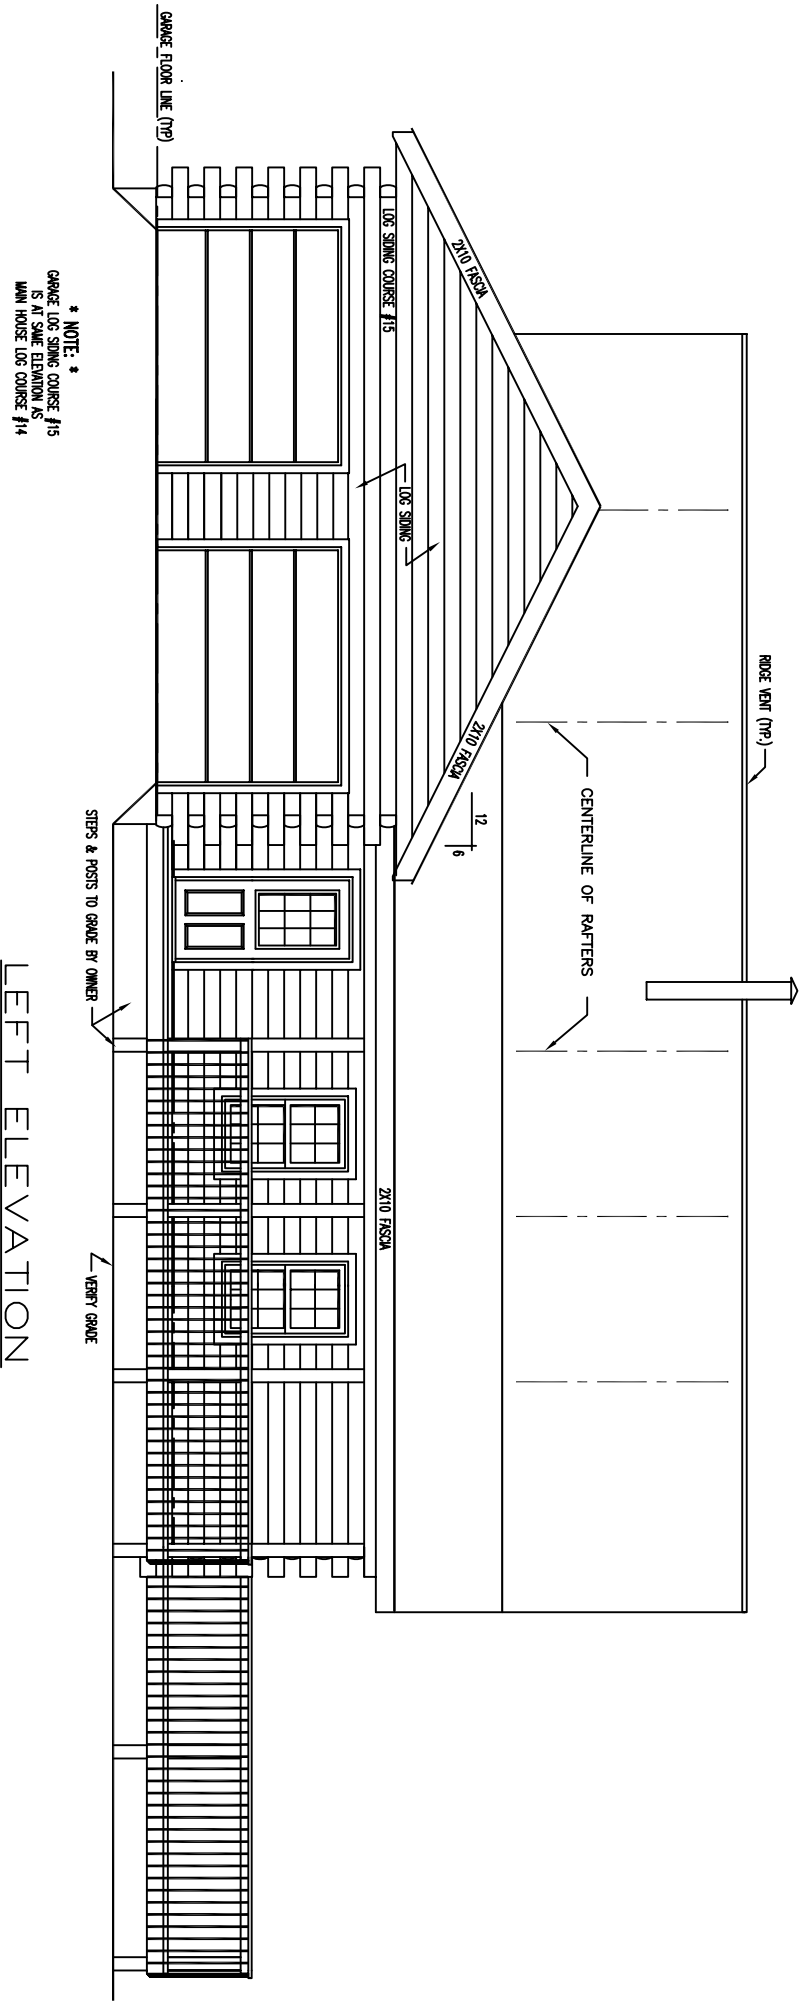 RIDGE VENT (TYP.)
CENTERLINE OF RAFTERS
12
6
2X10 FASCIA
2X10 FASCIA
LOG SIDING
LOG SIDING COURSE #15
2X10 FASCIA
GARAGE FLOOR LINE (TYP)
STEPS & POSTS TO GRADE BY OWNER
VERIFY GRADE
* NOTE: *
GARAGE LOG SIDING COURSE #15
IS AT SAME ELEVATION AS
MAIN HOUSE LOG COURSE #14
LEFT ELEVATION